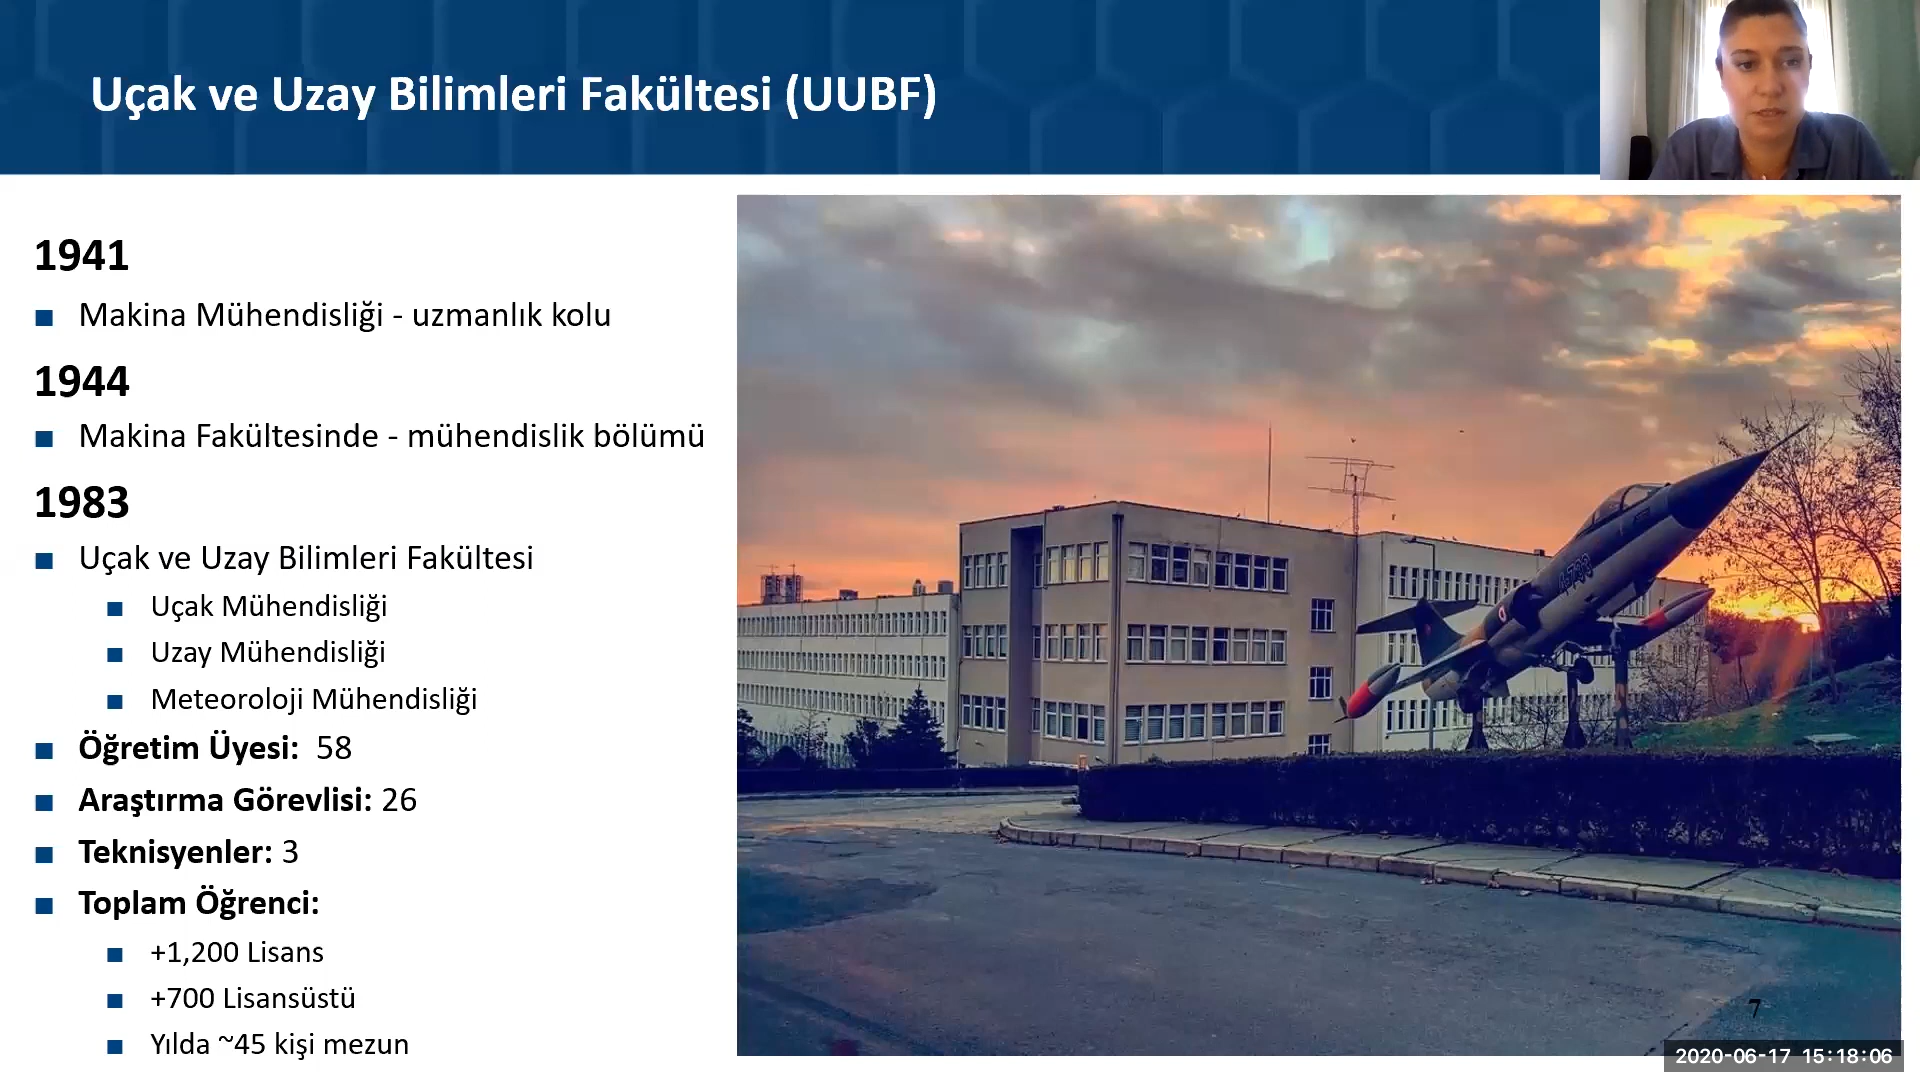 Uçak ve Uzay Bilimleri Fakültesi (UUBF)
1941
Makina Mühendisliği - uzmanlık kolu
1944
Makina Fakültesinde - mühendislik bölümü
1983
Uçak ve Uzay Bilimleri Fakültesi
Uçak Mühendisliği
Uzay Mühendisliği
Meteoroloji Mühendisliği
Öğretim Üyesi: 58
Araştırma Görevlisi: 26
Teknisyenler: 3
Toplam Öğrenci:
+1,200 Lisans
+700 Lisansüstü
Yılda ~45 kişi mezun
7
2020-06-17 15:18:06